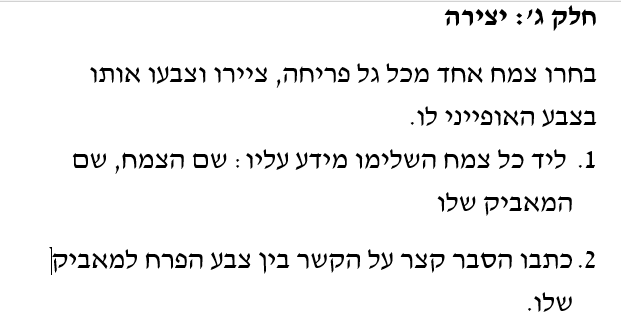 חלק ג': יצירה
בחרו צמח אחד מכל גל פריחה, ציירו וצבעו אותו
בצבע האופייני לו.
1. ליד כל צמח השלימו מידע עליו : שם הצמח, שם
המאביק שלו
2. כתבו הסבר קצר על הקשר בין צבע הפרח למאביק
שלו.